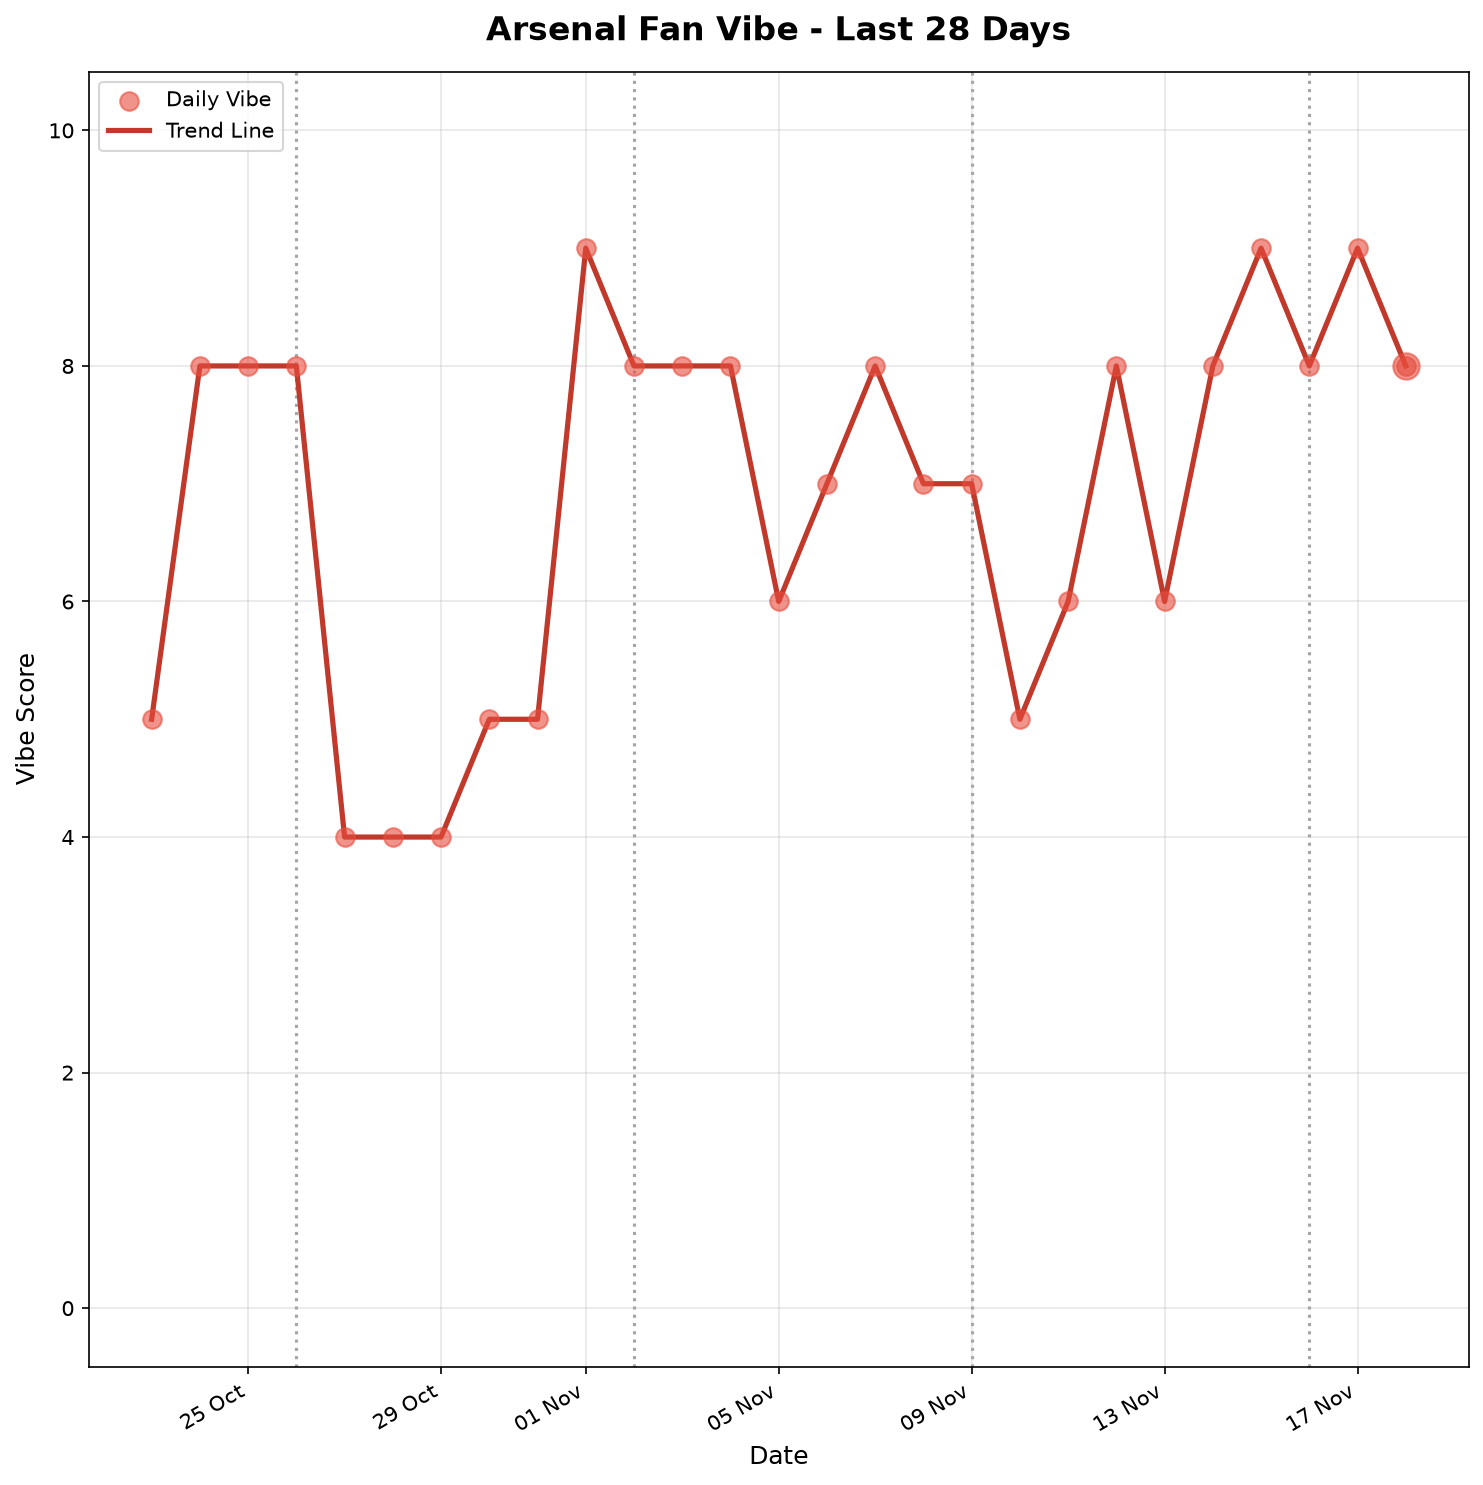 Arsenal Fan Vibe - Last 28 Days
Daily Vibe
Trend Line
10
8
6
4
2
0
Vibe Score
25 Oct
29 Oct
01 Nov
05 Nov
09 Nov
13 Nov
17 Nov
Date